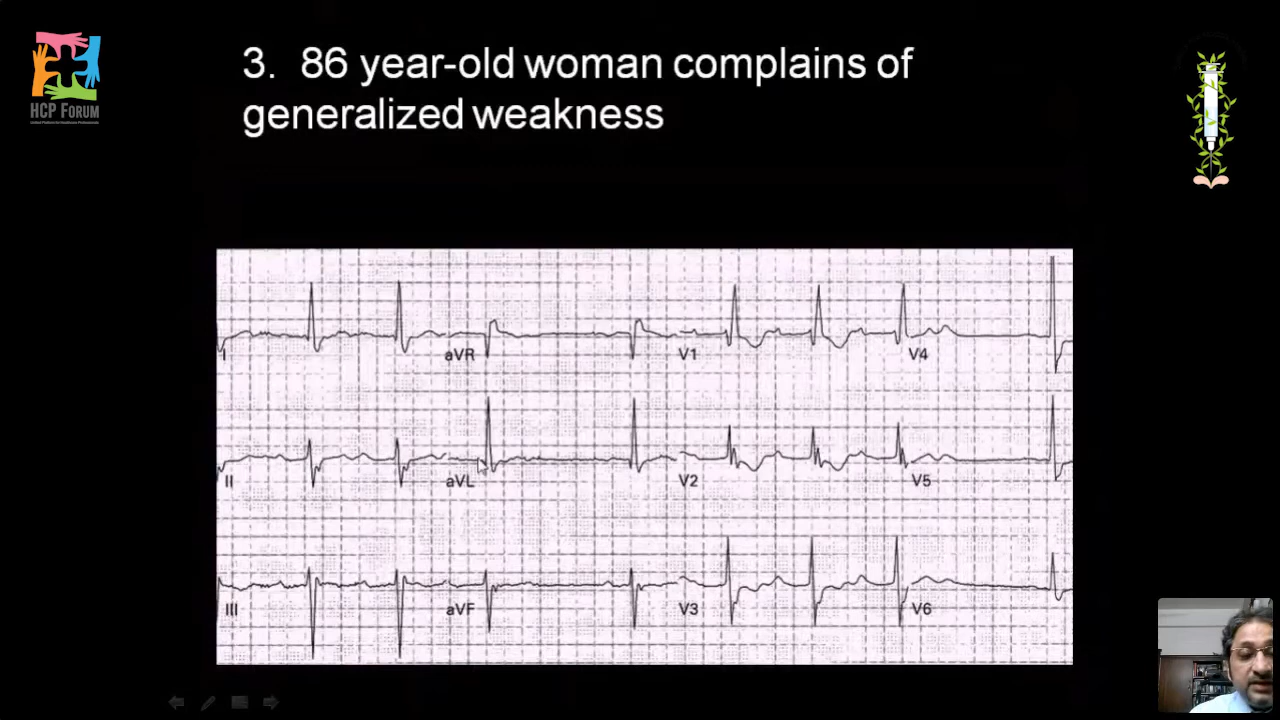 3. 86 year-old woman complains of
generalized weakness
HCP FORUM
I
aVR
V1
V4
II
aVL
V2
V5
III
aVF
V3
V6